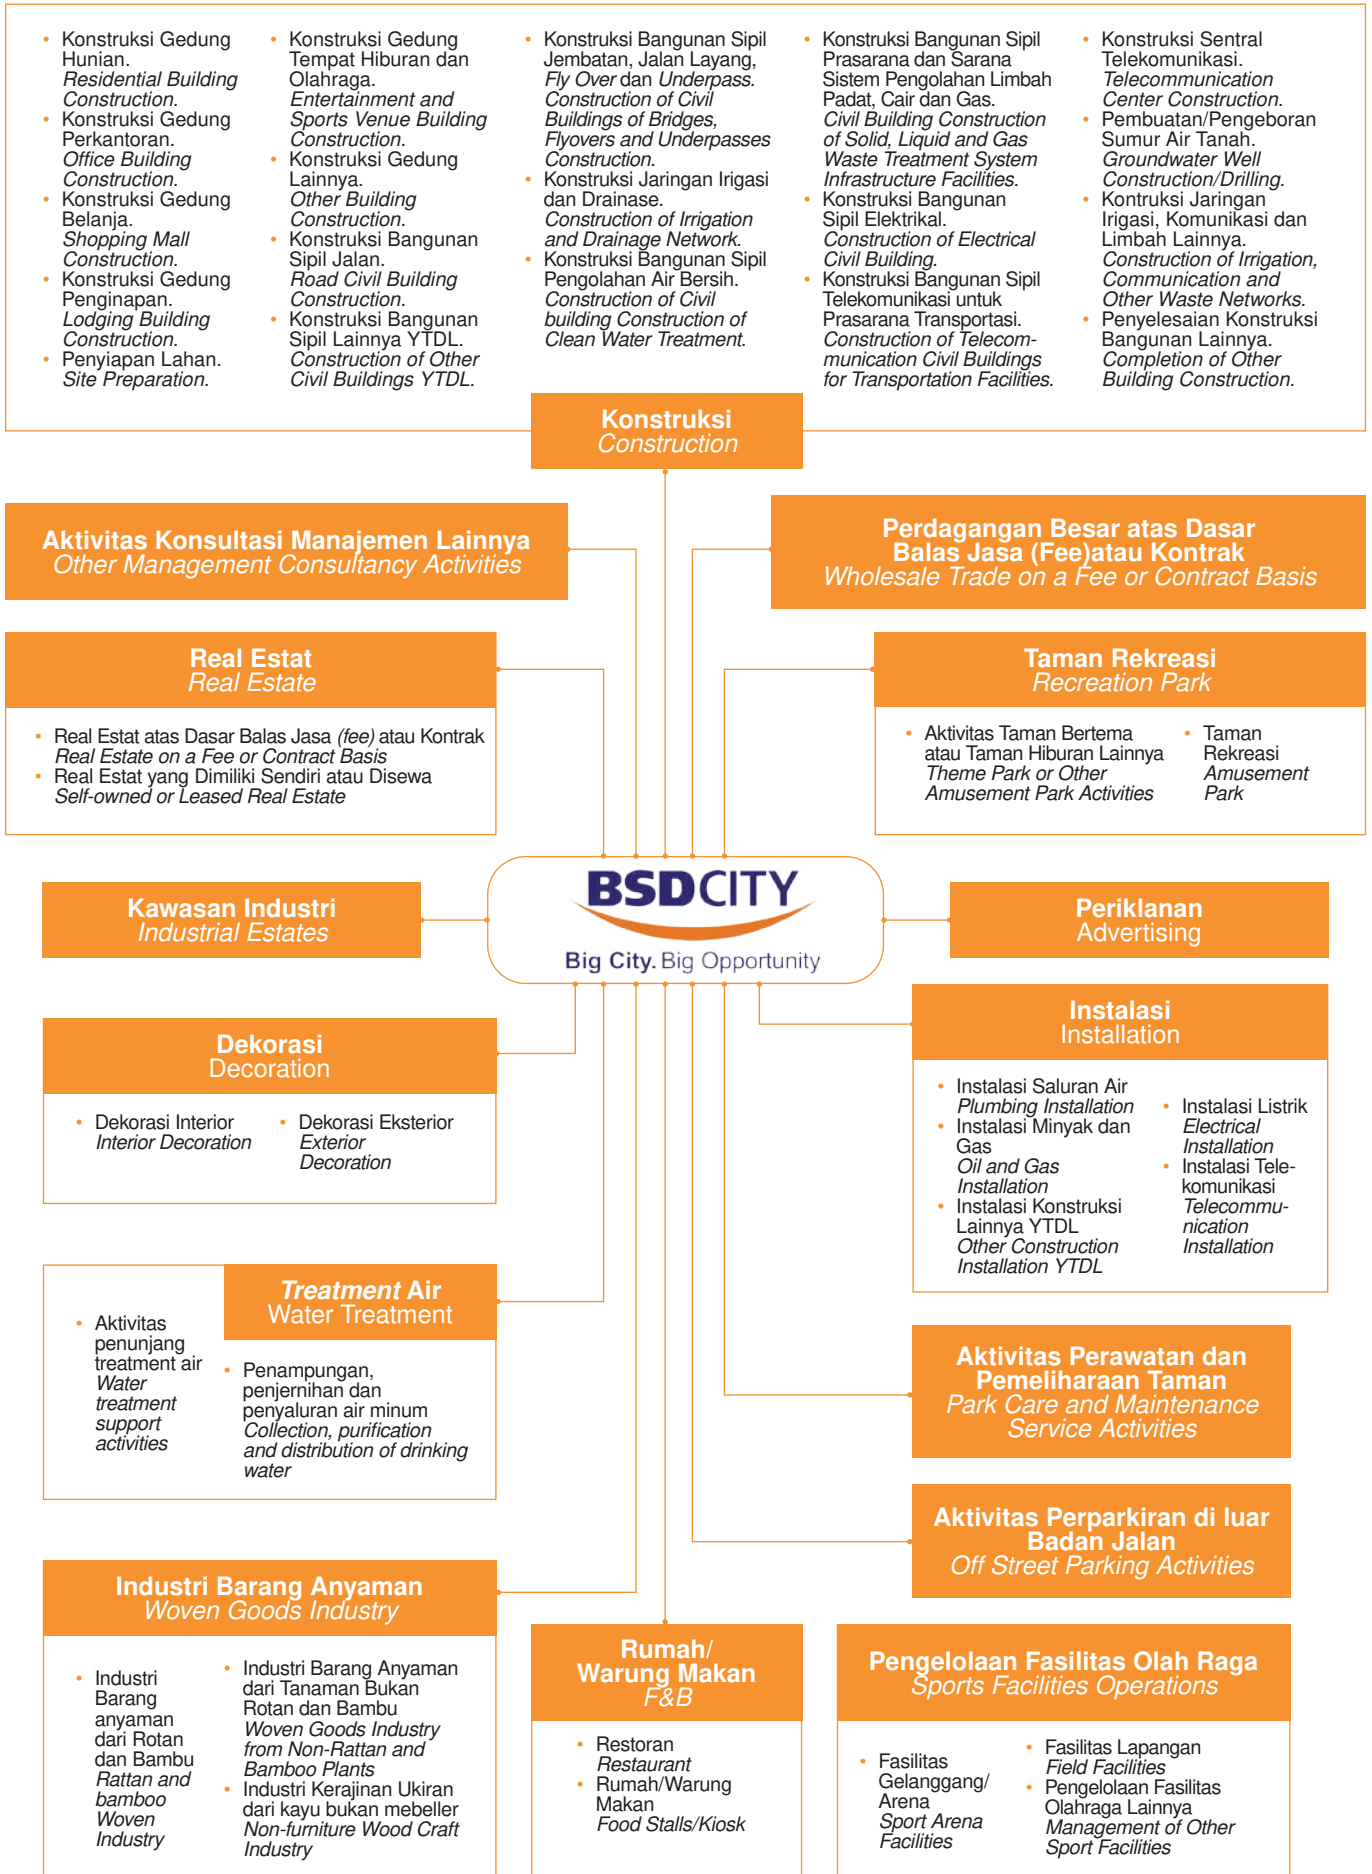 • Konstruksi Gedung
Hunian.
Residential Building
Construction.
• Konstruksi Gedung
Perkantoran.
Office Building
Construction.
• Konstruksi Gedung
Belanja.
Shopping Mall
Construction.
• Konstruksi Gedung
Penginapan.
Lodging Building
Construction.
• Penyiapan Lahan.
Site Preparation.
• Konstruksi Gedung
Tempat Hiburan dan
Olahraga.
Entertainment and
Sports Venue Building
Construction.
• Konstruksi Gedung
Lainnya.
Other Building
Construction.
• Konstruksi Bangunan
Sipil Jalan.
Road Civil Building
Construction.
• Konstruksi Bangunan
Sipil Lainnya YTDL.
Construction of Other
Civil Buildings YTDL.
• Konstruksi Bangunan Sipil
Jembatan, Jalan Layang,
Fly Over dan Underpass.
Construction of Civil
Buildings of Bridges,
Flyovers and Underpasses
Construction.
• Konstruksi Jaringan Irigasi
dan Drainase.
Construction of Irrigation
and Drainage Network.
• Konstruksi Bangunan Sipil
Pengolahan Air Bersih.
Construction of Civil
building Construction of
Clean Water Treatment.
• Konstruksi Bangunan Sipil
Prasarana dan Sarana
Sistem Pengolahan Limbah
Padat, Cair dan Gas.
Civil Building Construction
of Solid, Liquid and Gas
Waste Treatment System
Infrastructure Facilities.
• Konstruksi Bangunan
Sipil Elektrikal.
Construction of Electrical
Civil Building.
• Konstruksi Bangunan Sipil
Telekomunikasi untuk
Prasarana Transportasi.
Construction of Telecom-
munication Civil Buildings
for Transportation Facilities.
• Konstruksi Sentral
Telekomunikasi.
Telecommunication
Center Construction.
• Pembuatan/Pengeboran
Sumur Air Tanah.
Groundwater Well
Construction/Drilling.
• Kontruksi Jaringan
Irigasi, Komunikasi dan
Limbah Lainnya.
Construction of Irrigation,
Communication and
Other Waste Networks.
• Penyelesaian Konstruksi
Bangunan Lainnya.
Completion of Other
Building Construction.
Konstruksi
Construction
Aktivitas Konsultasi Manajemen Lainnya
Other Management Consultancy Activities
Perdagangan Besar atas Dasar
Balas Jasa (Fee)atau Kontrak
Wholesale Trade on a Fee or Contract Basis
Real Estat
Real Estate
• Real Estat atas Dasar Balas Jasa (fee) atau Kontrak
Real Estate on a Fee or Contract Basis
• Real Estat yang Dimiliki Sendiri atau Disewa
Self-owned or Leased Real Estate
Taman Rekreasi
Recreation Park
• Aktivitas Taman Bertema
atau Taman Hiburan Lainnya
Theme Park or Other
Amusement Park Activities
• Taman
Rekreasi
Amusement
Park
Kawasan Industri
Industrial Estates
BSDCITY
Big City. Big Opportunity
Periklanan
Advertising
Dekorasi
Decoration
• Dekorasi Interior
Interior Decoration
• Dekorasi Eksterior
Exterior
Decoration
Instalasi
Installation
• Instalasi Saluran Air
Plumbing Installation
• Instalasi Minyak dan
Gas
Oil and Gas
Installation
• Instalasi Konstruksi
Lainnya YTDL
Other Construction
Installation YTDL
• Instalasi Listrik
Electrical
Installation
• Instalasi Tele-
komunikasi
Telecommu-
nication
Installation
Treatment Air
Water Treatment
• Aktivitas
penunjang
treatment air
Water
treatment
support
activities
• Penampungan,
penjernihan dan
penyaluran air minum
Collection, purification
and distribution of drinking
water
Aktivitas Perawatan dan
Pemeliharaan Taman
Park Care and Maintenance
Service Activities
Aktivitas Perparkiran di luar
Badan Jalan
Off Street Parking Activities
Industri Barang Anyaman
Woven Goods Industry
• Industri
Barang
anyaman
dari Rotan
dan Bambu
Rattan and
bamboo
Woven
Industry
• Industri Barang Anyaman
dari Tanaman Bukan
Rotan dan Bambu
Woven Goods Industry
from Non-Rattan and
Bamboo Plants
• Industri Kerajinan Ukiran
dari kayu bukan mebeller
Non-furniture Wood Craft
Industry
Rumah/
Warung Makan
F&B
• Restoran
Restaurant
• Rumah/Warung
Makan
Food Stalls/Kiosk
Pengelolaan Fasilitas Olah Raga
Sports Facilities Operations
• Fasilitas
Gelanggang/
Arena
Sport Arena
Facilities
• Fasilitas Lapangan
Field Facilities
• Pengelolaan Fasilitas
Olahraga Lainnya
Management of Other
Sport Facilities